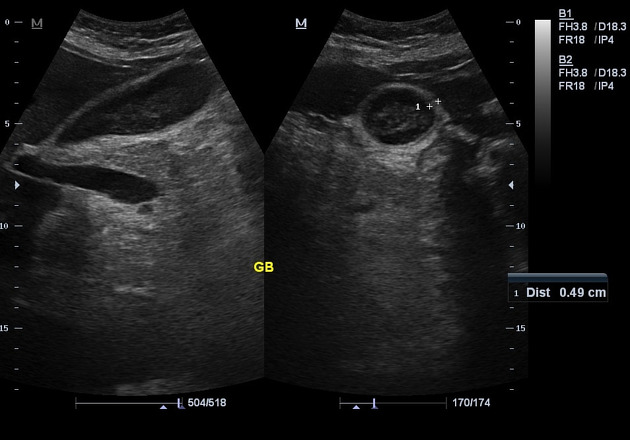 B1
FH3.8 /D18.3
FR18 /IP4
B2
FH3.8 /D18.3
FR18 /IP4
M
M
0
0
5
5
10
10
15
15
1
GB
1 Dist 0.49 cm
504/518
170/174